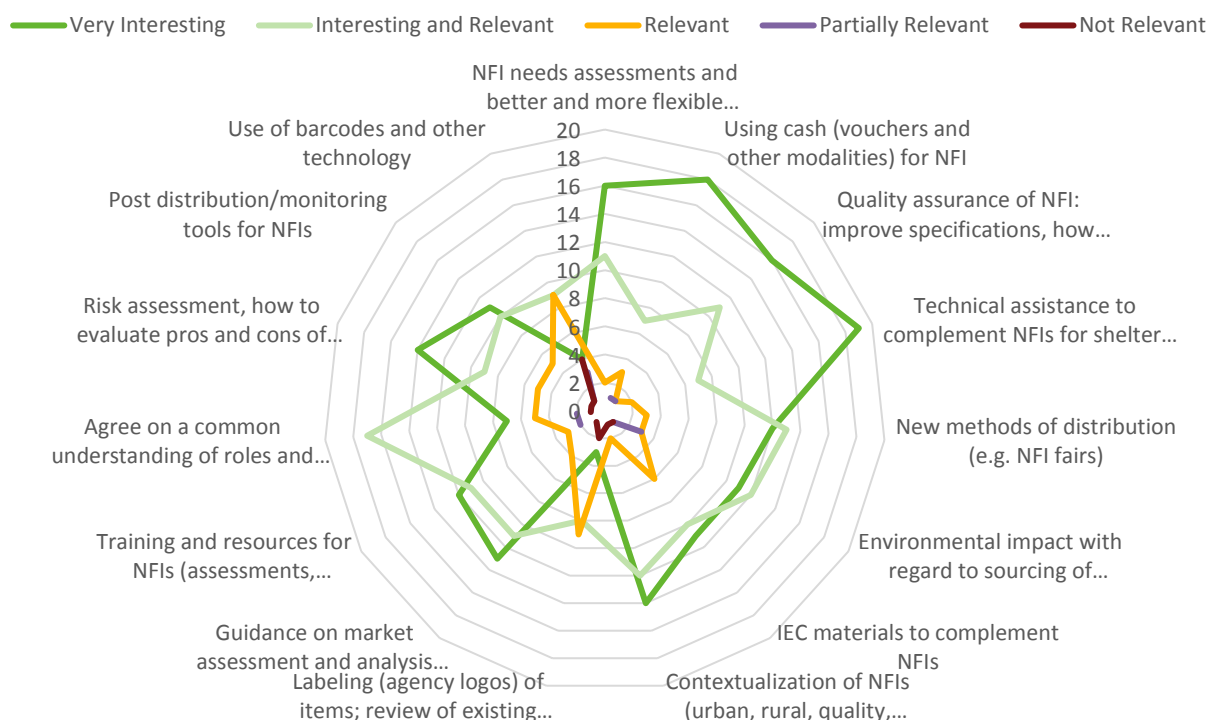 Very Interesting
Interesting and Relevant
Relevant
Partially Relevant
Not Relevant
NFI needs assessments and
better and more flexible...
Using cash (vouchers and
other modalities) for NFI
Quality assurance of NFI:
improve specifications, how...
Technical assistance to
complement NFIs for shelter...
New methods of distribution
(e.g. NFI fairs)
Environmental impact with
regard to sourcing of...
IEC materials to complement
NFIs
Contextualization of NFIs
(urban, rural, quality,...
Labeling (agency logos) of
items; review of existing...
Guidance on market
assessment and analysis...
Training and resources for
NFIs (assessments,...
Agree on a common
understanding of roles and...
Risk assessment, how to
evaluate pros and cons of...
Post distribution/monitoring
tools for NFIs
Use of barcodes and other
technology
20
18
16
14
12
10
8
6
4
2
0